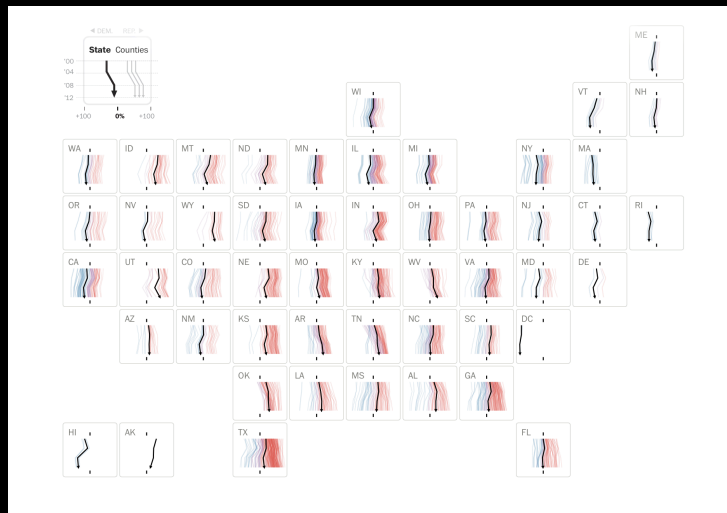 ◀ DEM. REP. ▶
ME
State Counties
'00
'04
'08
'12
+100 0% +100
WI VT NH
WA ID MT ND MN IL MI NY MA
OR NV WY SD IA IN OH PA NJ CT RI
CA UT CO NE MO KY WV VA MD DE
AZ NM KS AR TN NC SC DC
OK LA MS AL GA
HI AK TX FL